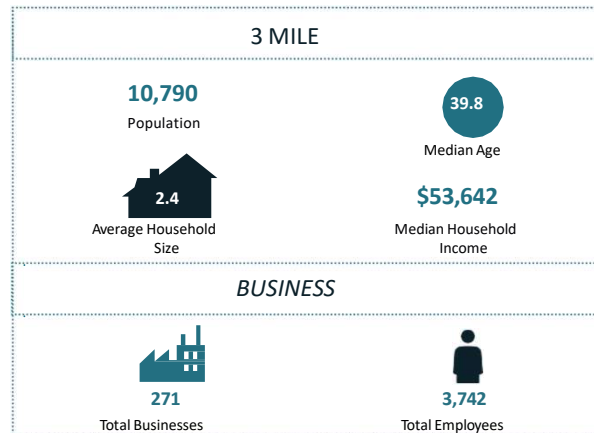 3 MILE
10,790
Population
39.8
Median Age
2.4
Average Household
Size
$53,642
Median Household
Income
BUSINESS
271
Total Businesses
3,742
Total Employees